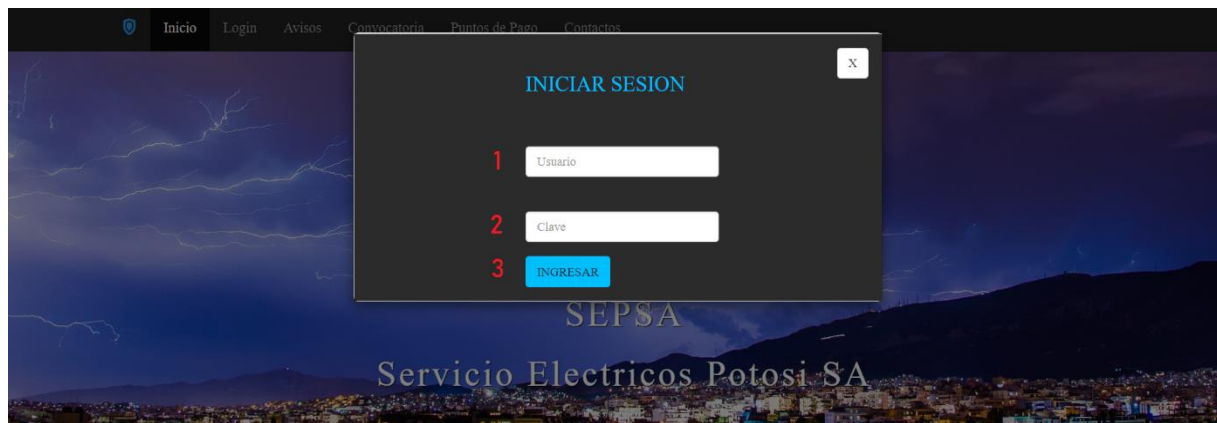 Inicio Login Avisos Convocatoria Puntos de Pago Contactos
X
INICIAR SESION
1 Usuario
2 Clave
3 INGRESAR
SEPSA
Servicio Electricos Potosi SA